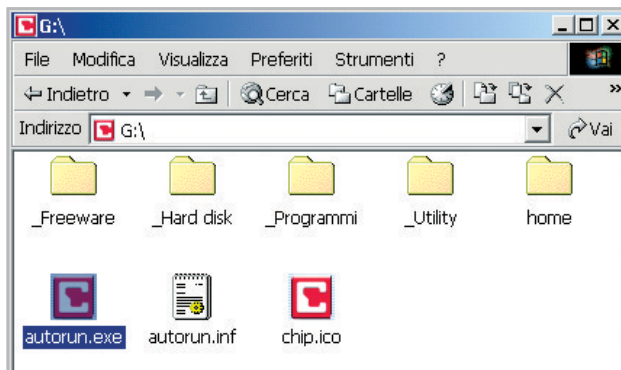 G:\
File Modifica Visualizza Preferiti Strumenti ?
Indietro Cerca Cartelle »
Indirizzo G:\ Vai
_Freeware _Hard disk _Programmi _Utility home
autorun.exe autorun.inf chip.ico